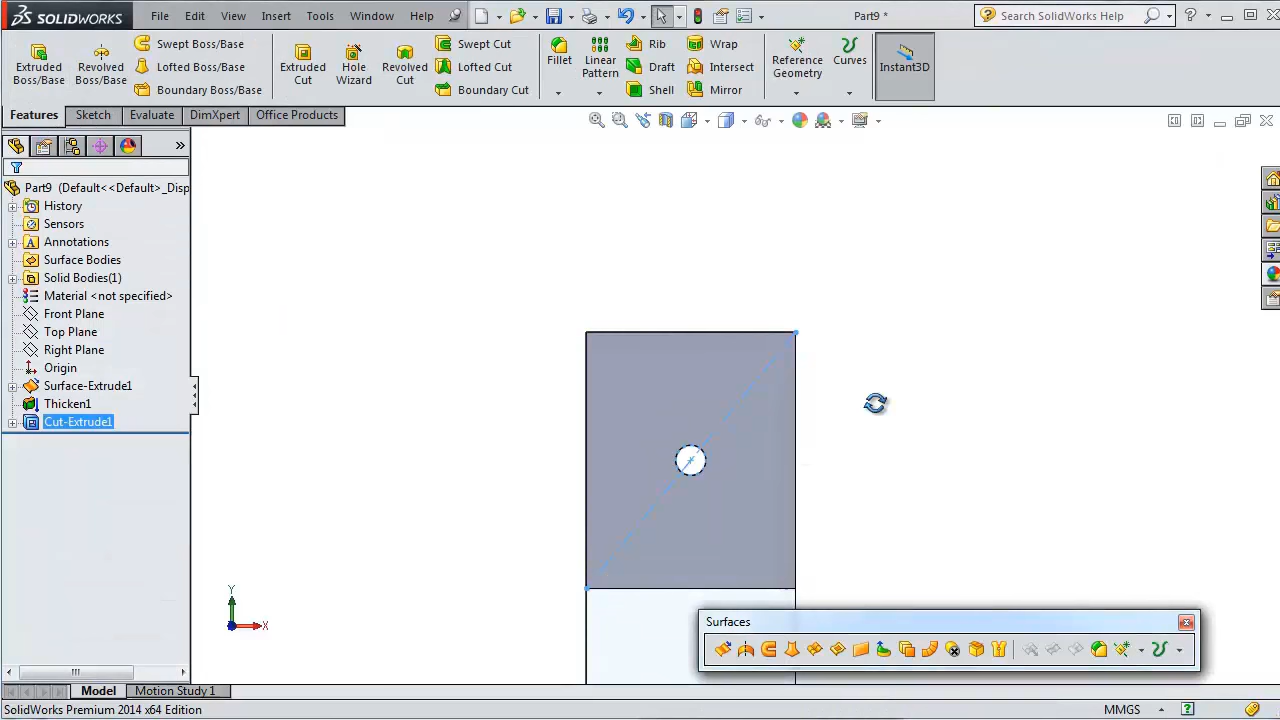 SOLIDWORKS File Edit View Insert Tools Window Help Part9 * Search SolidWorks Help
Extruded Boss/Base
Revolved Boss/Base
Swept Boss/Base
Lofted Boss/Base
Boundary Boss/Base
Extruded Cut
Hole Wizard
Revolved Cut
Swept Cut
Lofted Cut
Boundary Cut
Fillet
Linear Pattern
Rib
Draft
Shell
Wrap
Intersect
Mirror
Reference Geometry
Curves
Instant3D
Features Sketch Evaluate DimXpert Office Products
Part9 (Default<<Default>_Disp
History
Sensors
Annotations
Surface Bodies
Solid Bodies(1)
Material <not specified>
Front Plane
Top Plane
Right Plane
Origin
Surface-Extrude1
Thicken1
Cut-Extrude1
Y
X
Surfaces
Model Motion Study 1
SolidWorks Premium 2014 x64 Edition MMGS